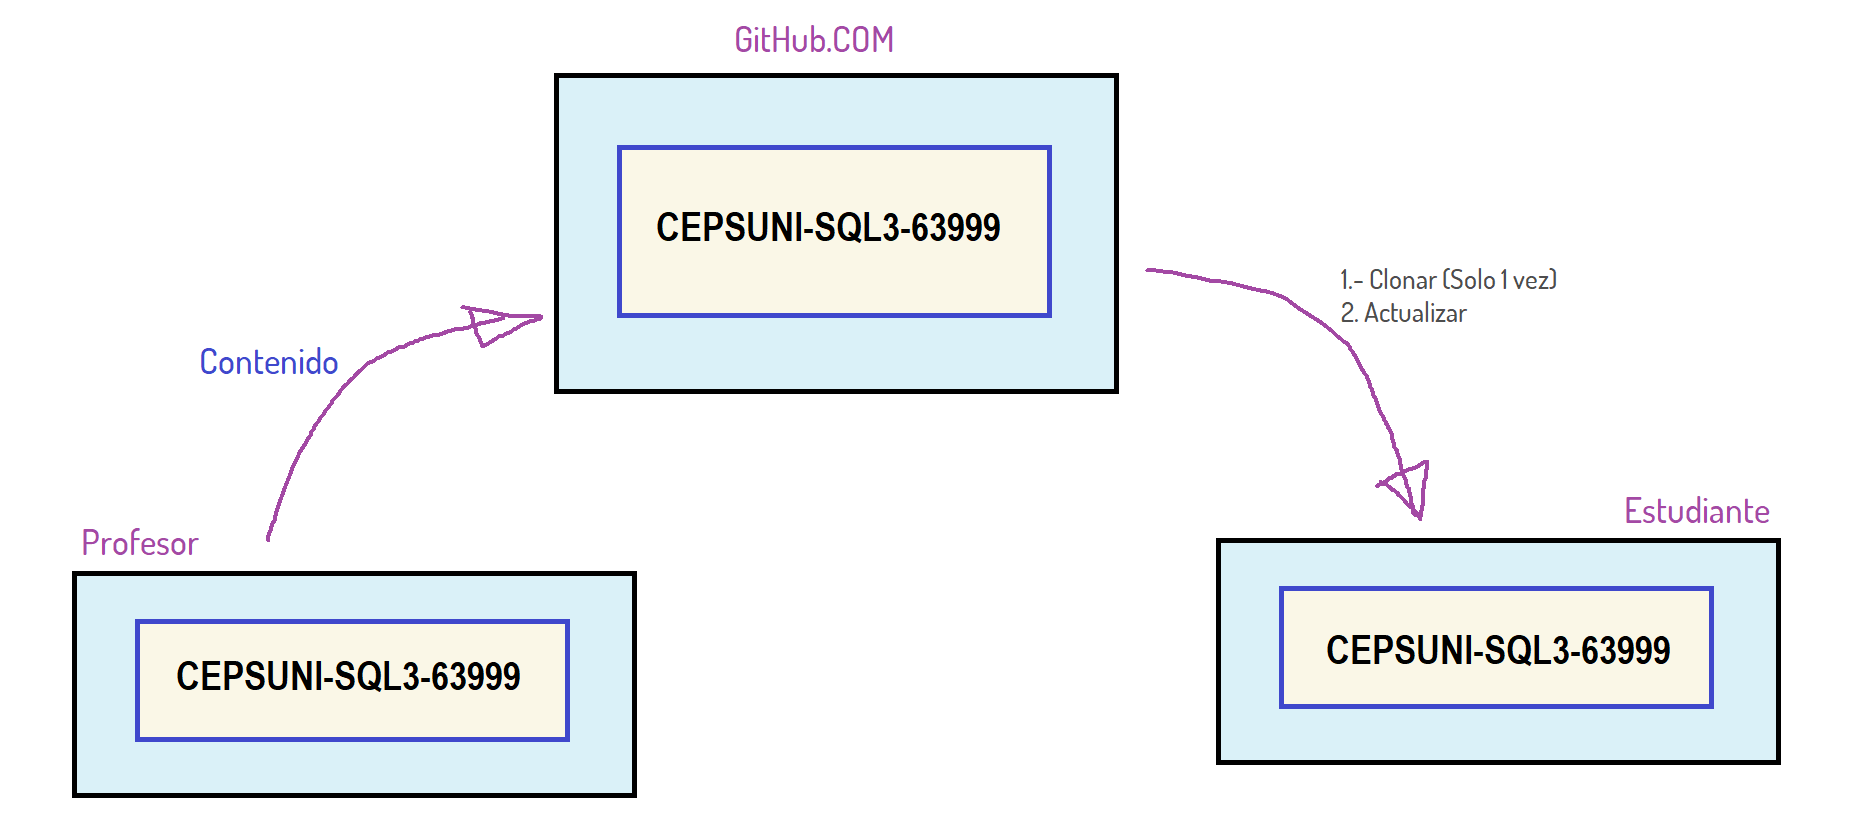 GitHub.COM
CEPSUNI-SQL3-63999
1.- Clonar (Solo 1 vez)
2. Actualizar
Contenido
Profesor
CEPSUNI-SQL3-63999
Estudiante
CEPSUNI-SQL3-63999